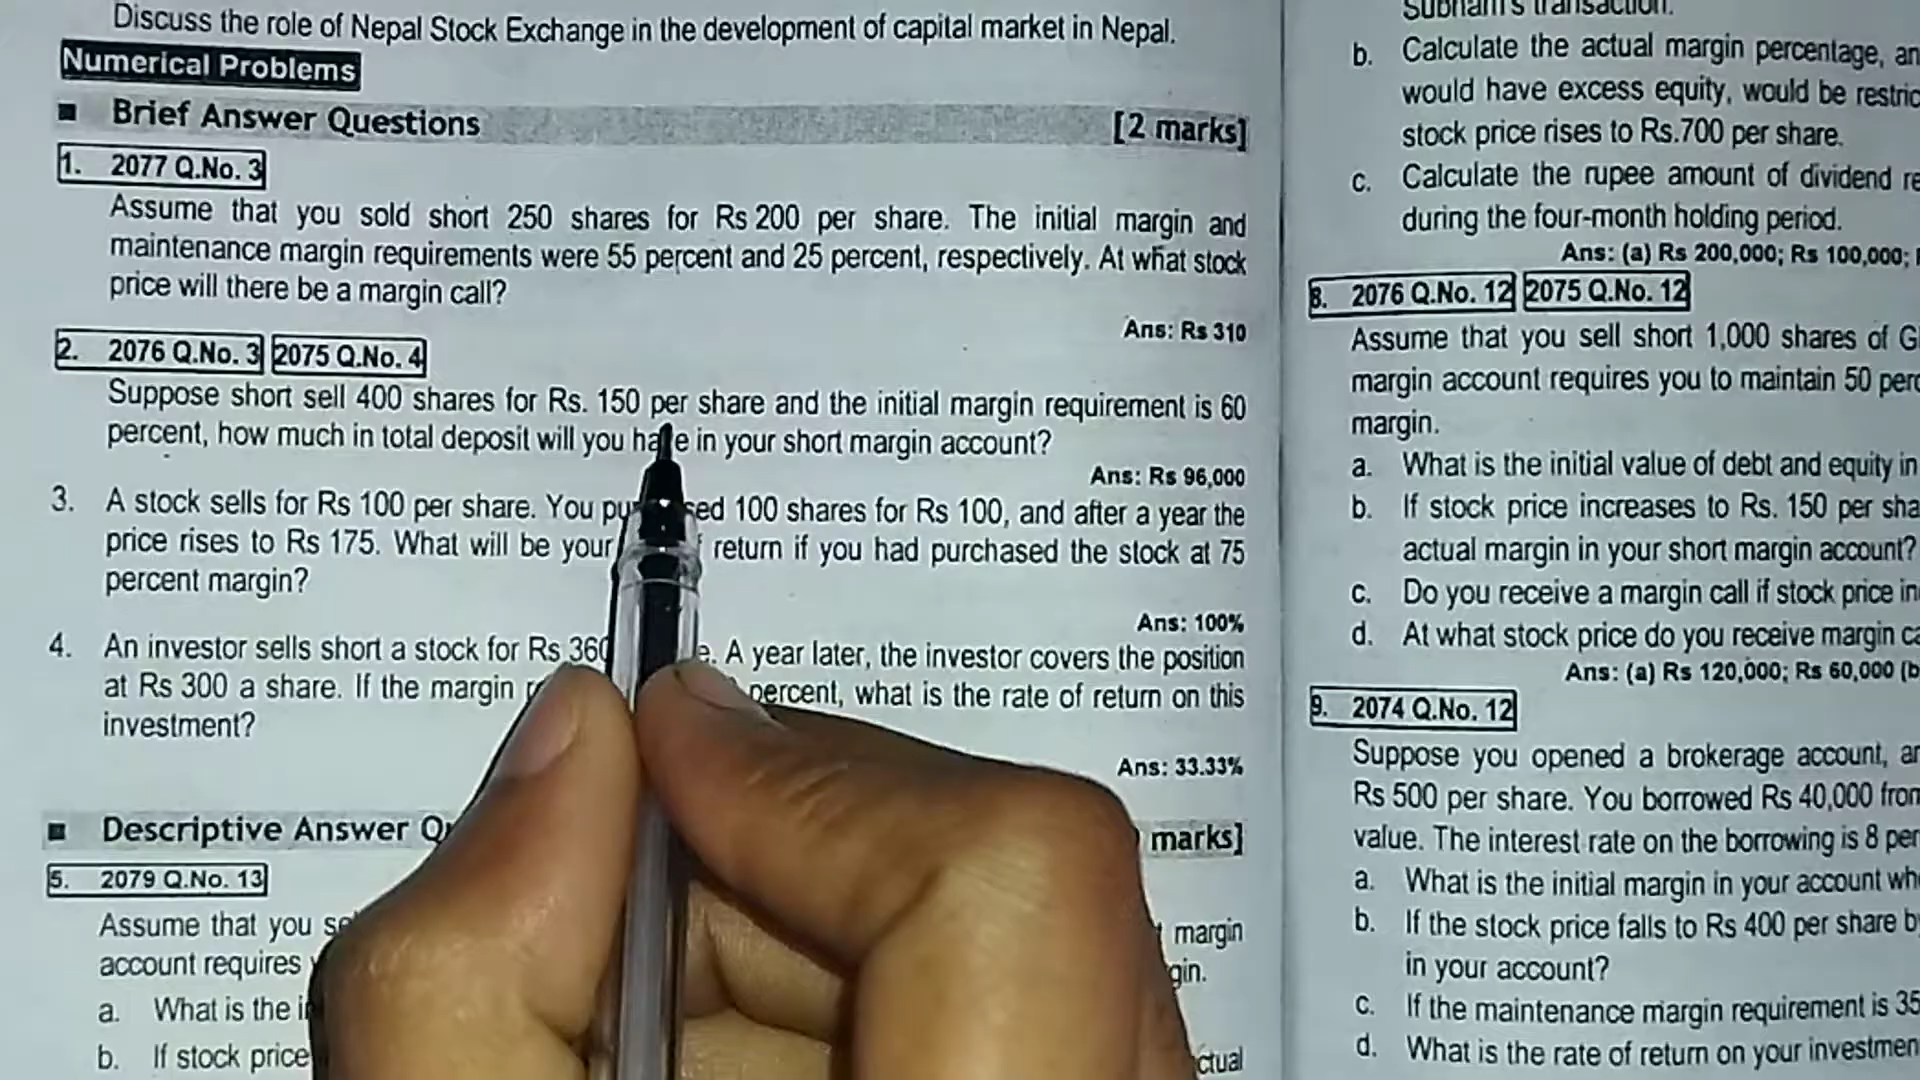 Discuss the role of Nepal Stock Exchange in the development of capital market in Nepal.
Numerical Problems
■ Brief Answer Questions [2 marks]
1. 2077 Q.No. 3
Assume that you sold short 250 shares for Rs 200 per share. The initial margin and
maintenance margin requirements were 55 percent and 25 percent, respectively. At what stock
price will there be a margin call?
Ans: Rs 310
2. 2076 Q.No. 3 2075 Q.No. 4
Suppose short sell 400 shares for Rs. 150 per share and the initial margin requirement is 60
percent, how much in total deposit will you have in your short margin account?
Ans: Rs 96,000
3. A stock sells for Rs 100 per share. You pu sed 100 shares for Rs 100, and after a year the
price rises to Rs 175. What will be your return if you had purchased the stock at 75
percent margin?
Ans: 100%
4. An investor sells short a stock for Rs 360 e. A year later, the investor covers the position
at Rs 300 a share. If the margin percent, what is the rate of return on this
investment?
Ans: 33.33%
■ Descriptive Answer Q marks]
5. 2079 Q.No. 13
Assume that you margin
account requires gin.
a. What is the
b. If stock price ctual
Subham's transaction.
b. Calculate the actual margin percentage, an
would have excess equity, would be restric
stock price rises to Rs.700 per share.
c. Calculate the rupee amount of dividend re
during the four-month holding period.
Ans: (a) Rs 200,000; Rs 100,000;
8. 2076 Q.No. 12 2075 Q.No. 12
Assume that you sell short 1,000 shares of G
margin account requires you to maintain 50 perc
margin.
a. What is the initial value of debt and equity in
b. If stock price increases to Rs. 150 per sha
actual margin in your short margin account?
c. Do you receive a margin call if stock price in
d. At what stock price do you receive margin ca
Ans: (a) Rs 120,000; Rs 60,000 (b
9. 2074 Q.No. 12
Suppose you opened a brokerage account, an
Rs 500 per share. You borrowed Rs 40,000 from
value. The interest rate on the borrowing is 8 per
a. What is the initial margin in your account whe
b. If the stock price falls to Rs 400 per share by
in your account?
c. If the maintenance margin requirement is 35
d. What is the rate of return on your investmen